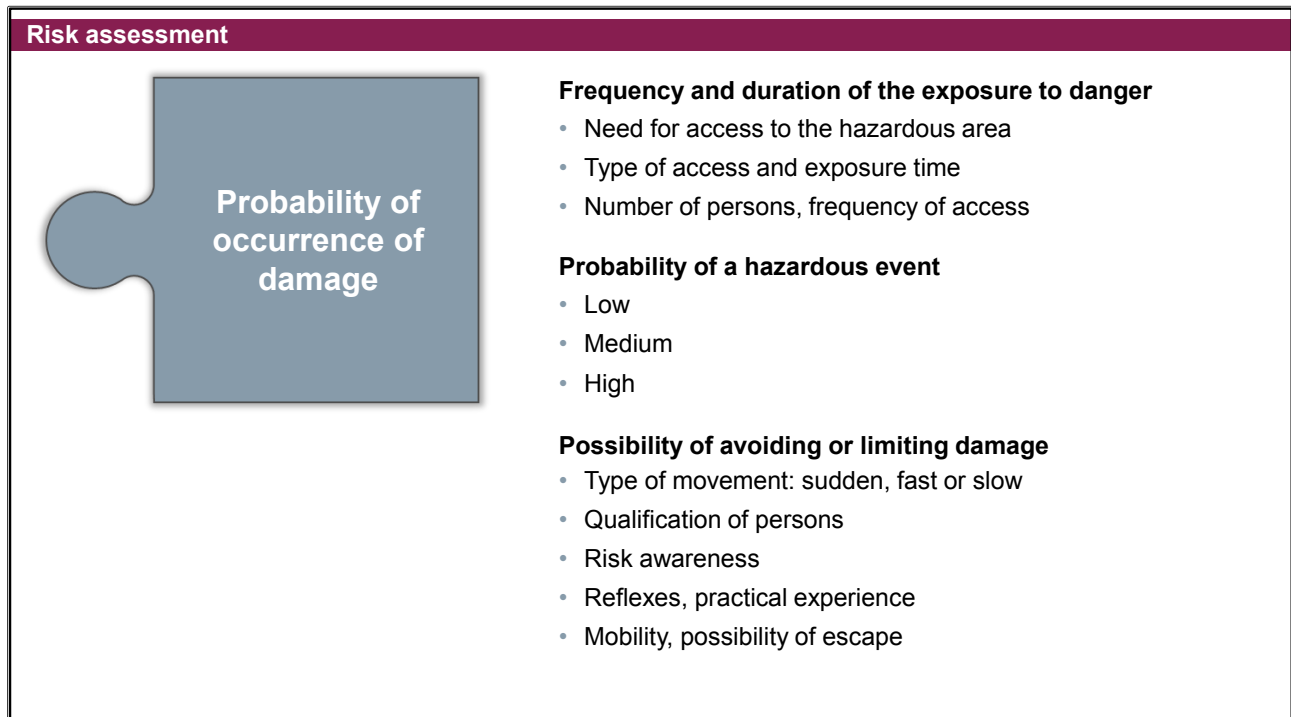 Risk assessment
Probability of
occurrence of
damage
Frequency and duration of the exposure to danger
• Need for access to the hazardous area
• Type of access and exposure time
• Number of persons, frequency of access
Probability of a hazardous event
• Low
• Medium
• High
Possibility of avoiding or limiting damage
• Type of movement: sudden, fast or slow
• Qualification of persons
• Risk awareness
• Reflexes, practical experience
• Mobility, possibility of escape